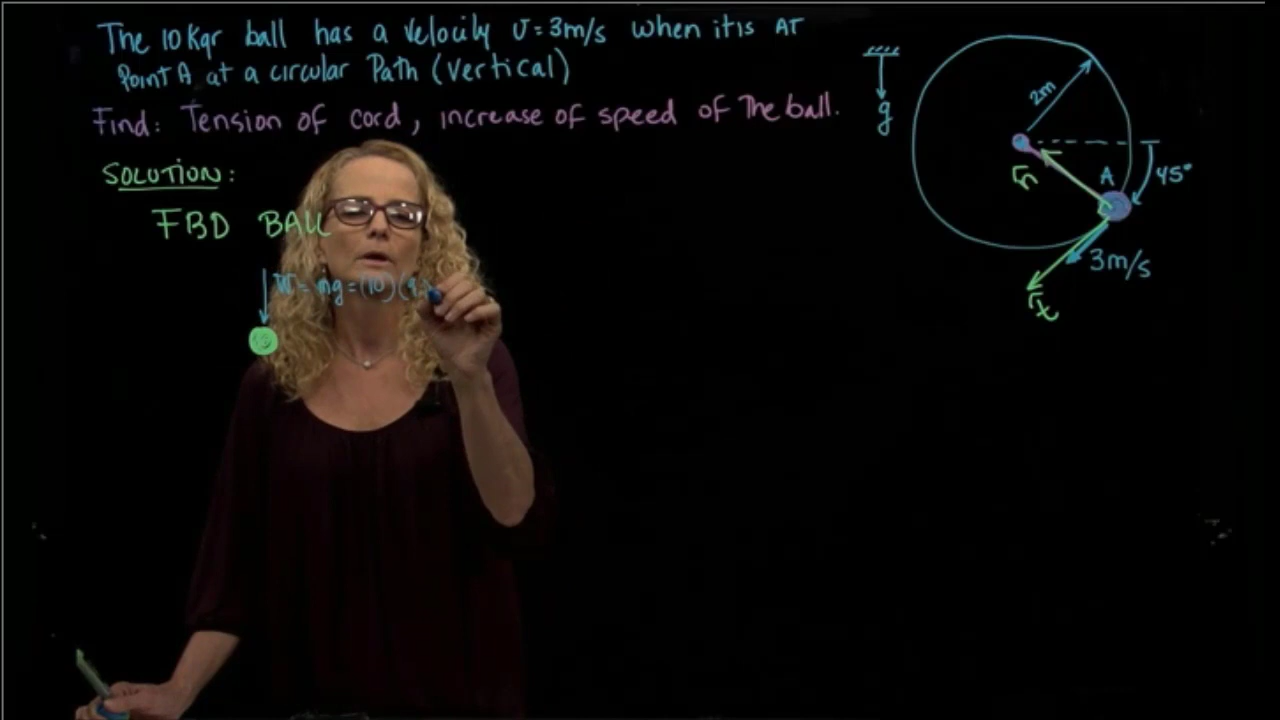 The 10 Kgr ball has a velocity v = 3m/s when it is AT
Point A at a circular Path (vertical)
Find: Tension of cord, increase of speed of The ball.
SOLUTION:
FBD BALL
W = mg = (10)(9.
g
2m
A
45°
3m/s
n
t